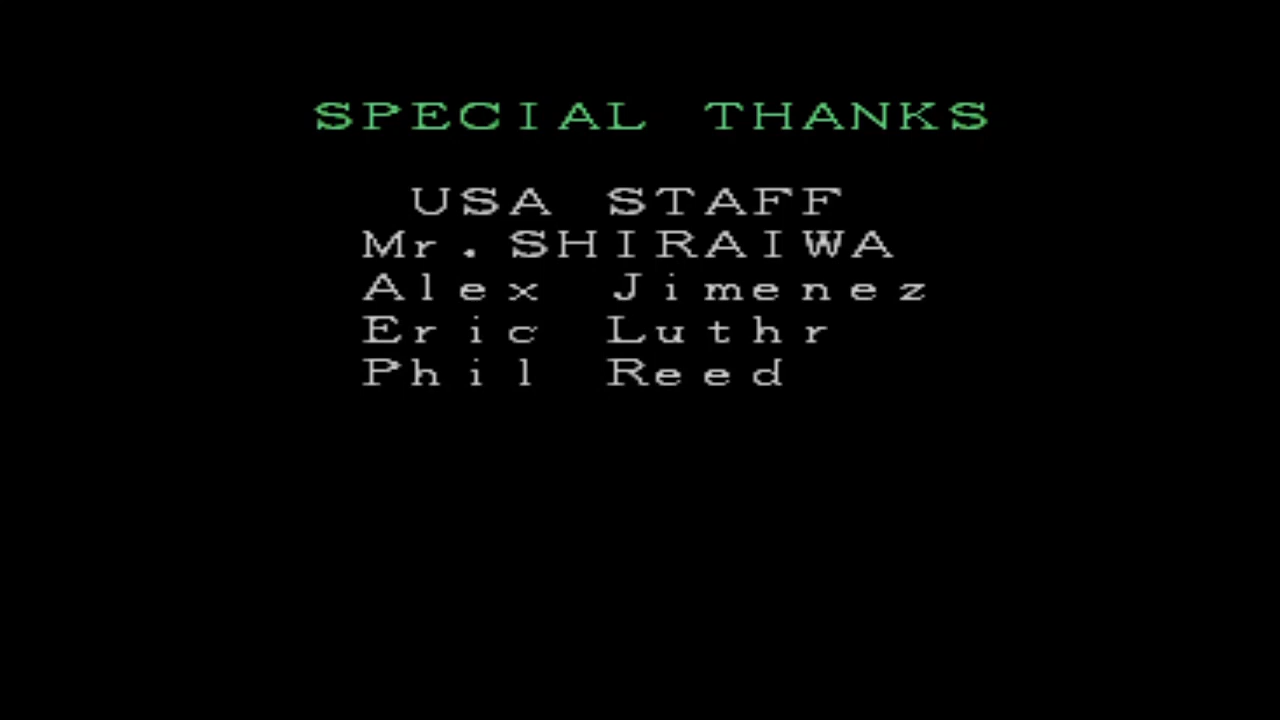 SPECIAL THANKS
USA STAFF
Mr.SHIRAIWA
Alex Jimenez
Eric Luthr
Phil Reed